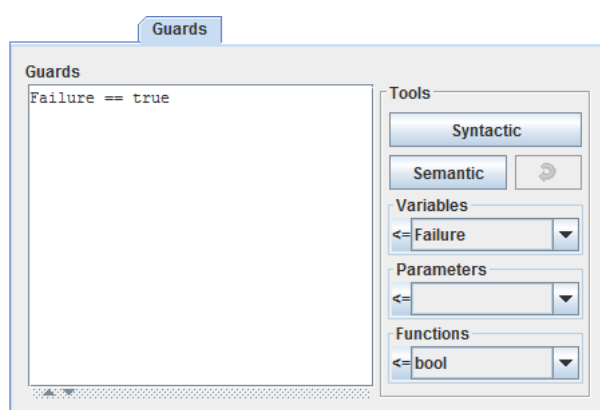 Guards
Guards
Failure == true
Tools
Syntactic
Semantic
Variables
<= Failure
Parameters
<=
Functions
<= bool